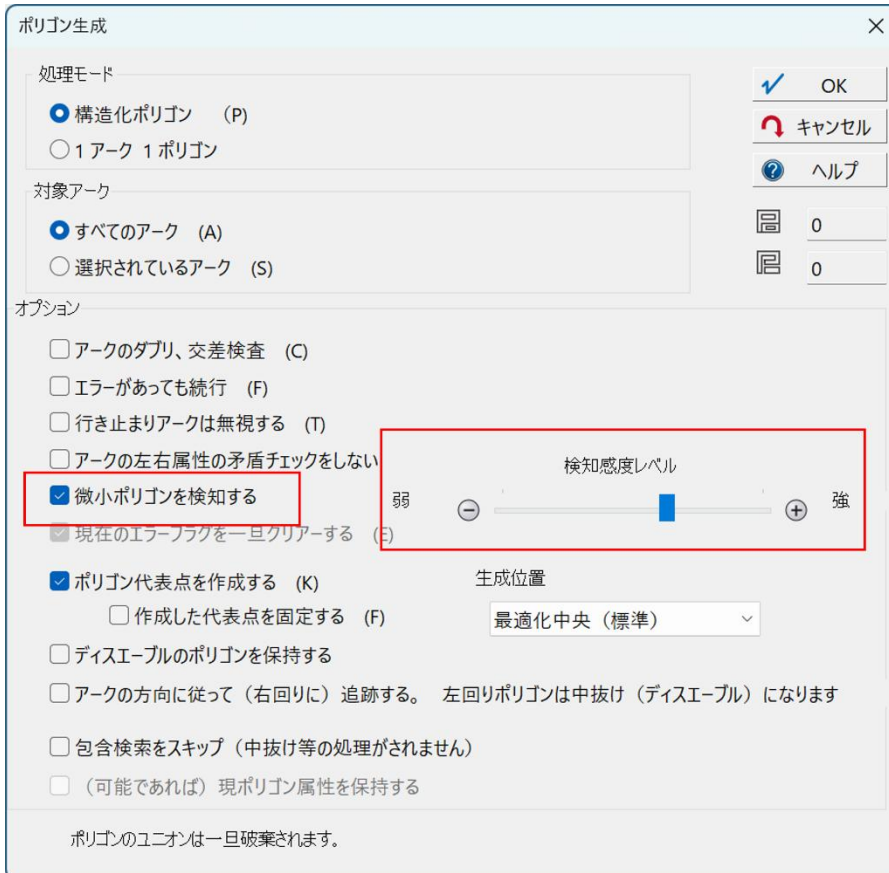 ポリゴン生成
処理モード
構造化ポリゴン (P)
1 アーク 1 ポリゴン
OK
キャンセル
ヘルプ
対象アーク
すべてのアーク (A)
選択されているアーク (S)
0
0
オプション
アークのダブリ、交差検査 (C)
エラーがあっても続行 (F)
行き止まりアークは無視する (T)
アークの左右属性の矛盾チェックをしない
検知感度レベル
微小ポリゴンを検知する
弱
強
現在のエラーフラグを一旦クリアーする (E)
ポリゴン代表点を作成する (K)
生成位置
作成した代表点を固定する (F)
最適化中央（標準）
ディスエーブルのポリゴンを保持する
アークの方向に従って（右回りに）追跡する。 左回りポリゴンは中抜け（ディスエーブル）になります
包含検索をスキップ（中抜け等の処理がされません）
（可能であれば）現ポリゴン属性を保持する
ポリゴンのユニオンは一旦破棄されます。